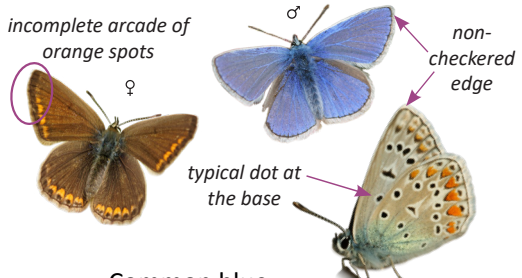 incomplete arcade of
orange spots
♀
♂
non-
checkered
edge
typical dot at
the base
Common blue